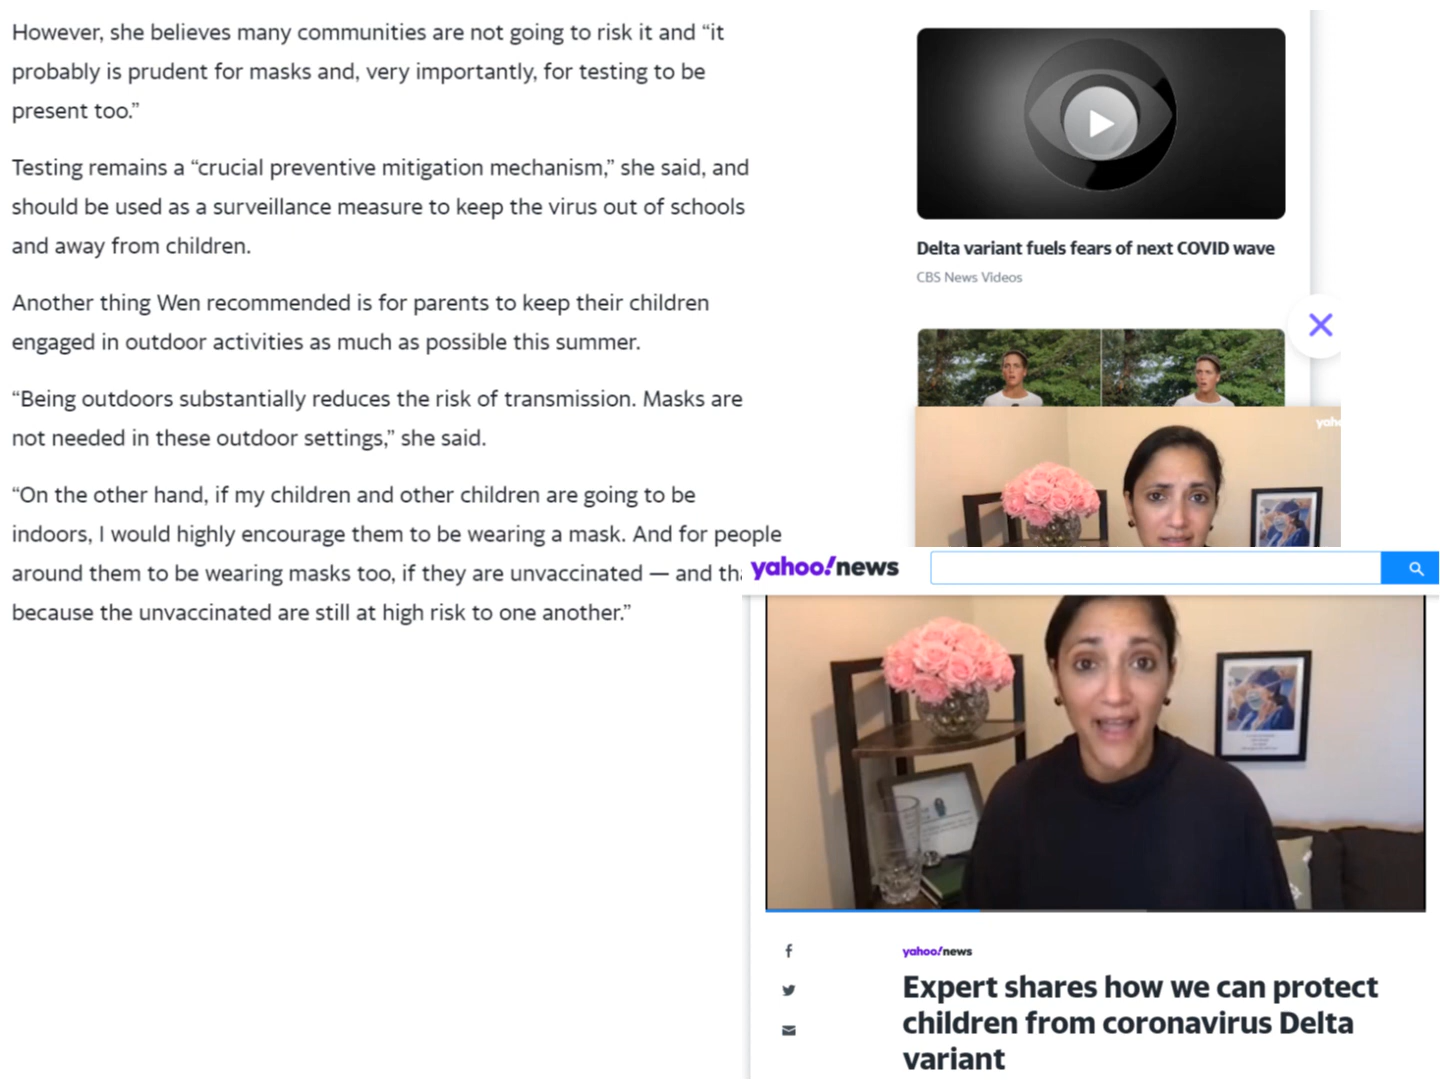 However, she believes many communities are not going to risk it and “it
probably is prudent for masks and, very importantly, for testing to be
present too.”
Testing remains a “crucial preventive mitigation mechanism,” she said, and
should be used as a surveillance measure to keep the virus out of schools
and away from children.
Another thing Wen recommended is for parents to keep their children
engaged in outdoor activities as much as possible this summer.
“Being outdoors substantially reduces the risk of transmission. Masks are
not needed in these outdoor settings,” she said.
“On the other hand, if my children and other children are going to be
indoors, I would highly encourage them to be wearing a mask. And for people
around them to be wearing masks too, if they are unvaccinated — and tha
because the unvaccinated are still at high risk to one another.”
Delta variant fuels fears of next COVID wave
CBS News Videos
yaho
yahoo!news
yahoo!news
Expert shares how we can protect
children from coronavirus Delta
variant